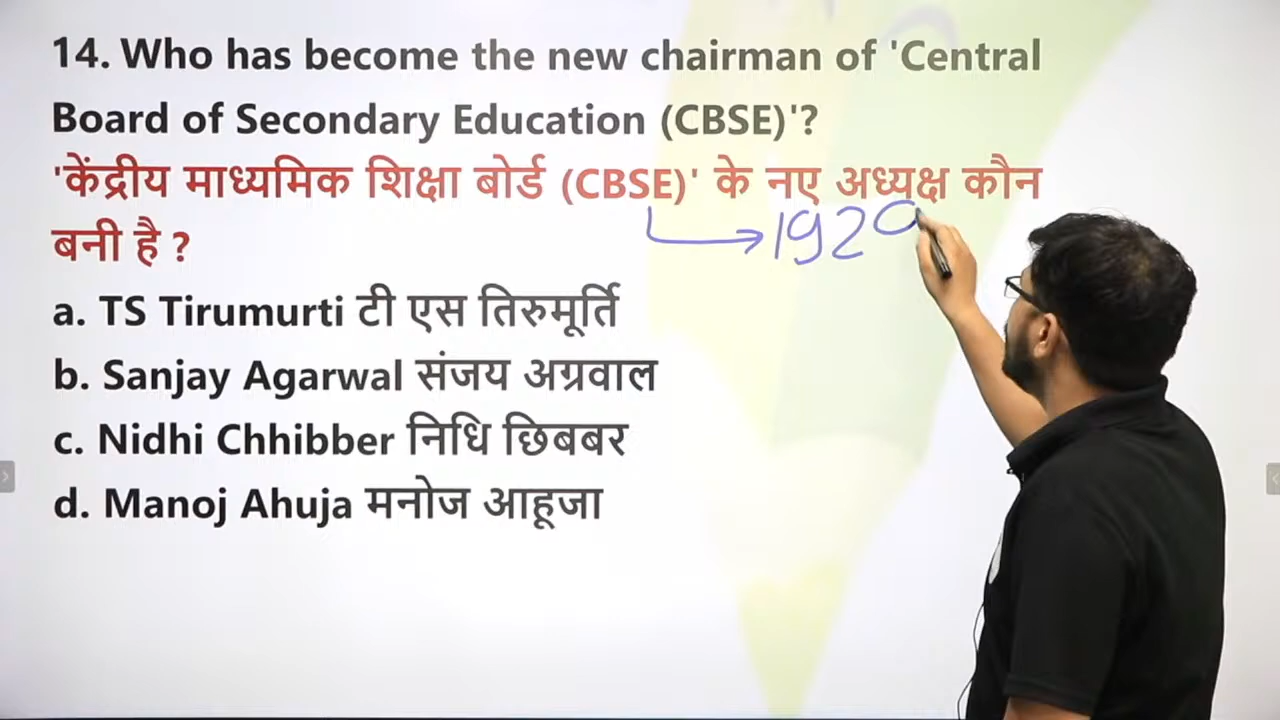 14. Who has become the new chairman of 'Central
Board of Secondary Education (CBSE)'?
'केंद्रीय माध्यमिक शिक्षा बोर्ड (CBSE)' के नए अध्यक्ष कौन
बनी है ?
1929
a. TS Tirumurti टी एस तिरुमूर्ति
b. Sanjay Agarwal संजय अग्रवाल
c. Nidhi Chhibber निधि छिबबर
d. Manoj Ahuja मनोज आहूजा